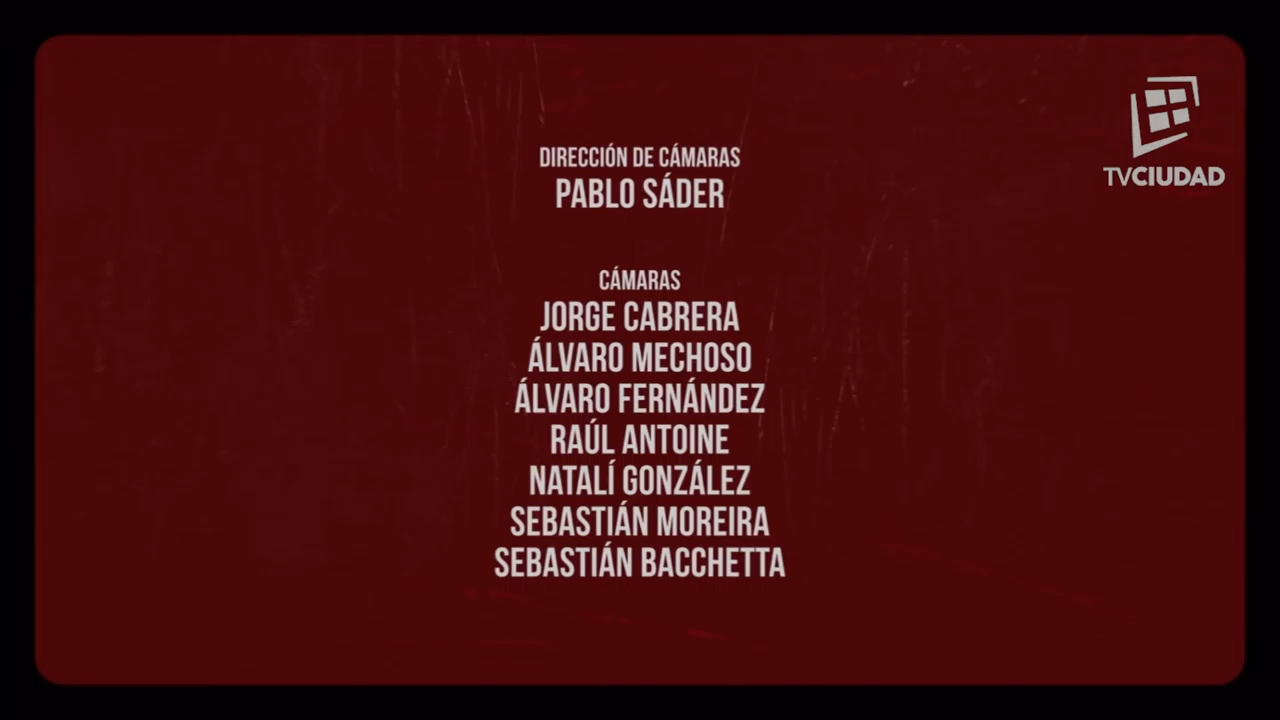 DIRECCIÓN DE CÁMARAS
PABLO SÁDER
CÁMARAS
JORGE CABRERA
ÁLVARO MECHOSO
ÁLVARO FERNÁNDEZ
RAÚL ANTOINE
NATALÍ GONZÁLEZ
SEBASTIÁN MOREIRA
SEBASTIÁN BACCHETTA
TVCIUDAD